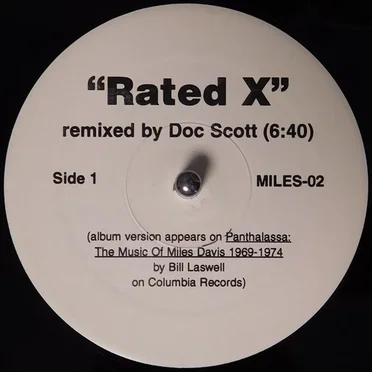 “Rated X”
remixed by Doc Scott (6:40)
Side 1
MILES-02
(album version appears on Panthalassa:
The Music Of Miles Davis 1969-1974
by Bill Laswell
on Columbia Records)